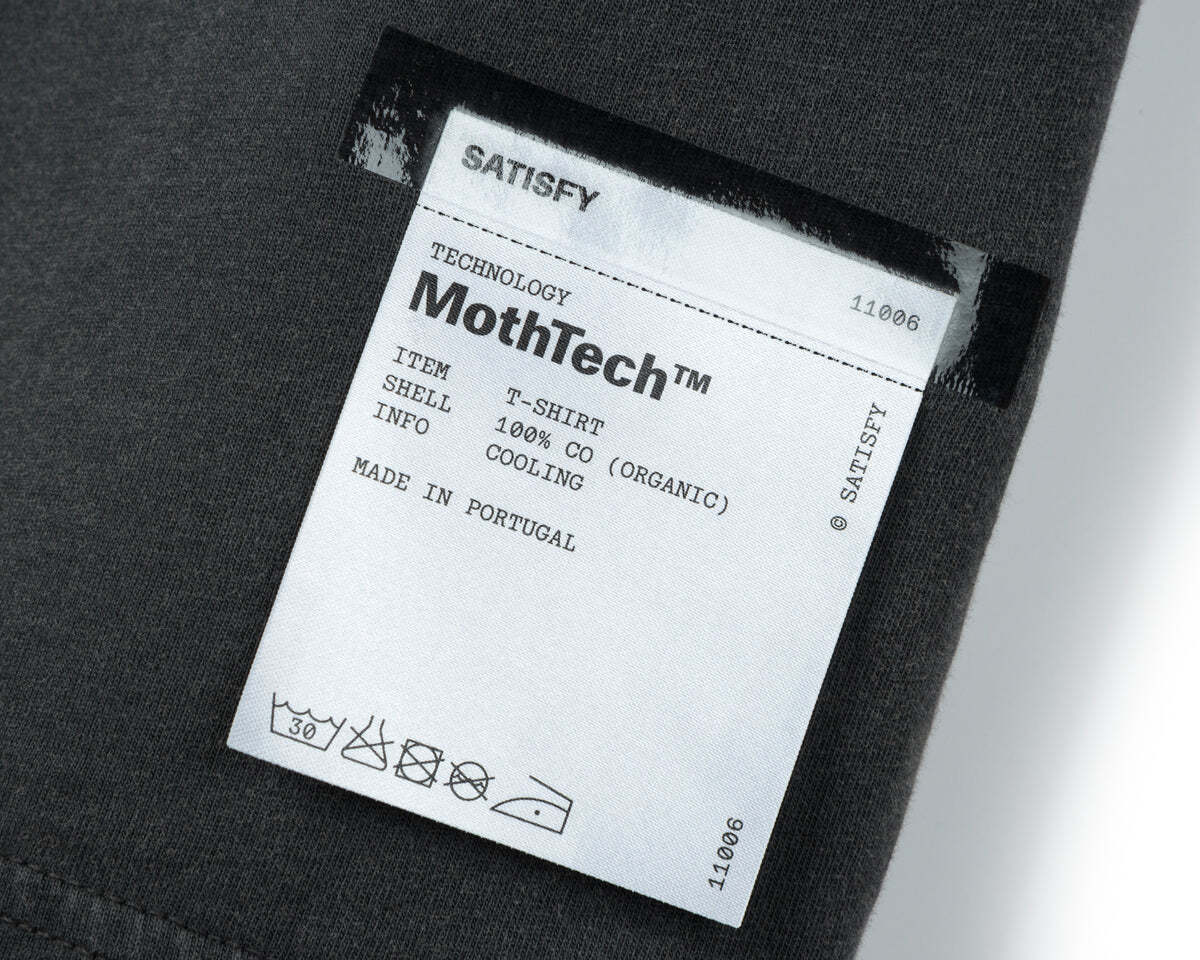 SATISFY
11006
TECHNOLOGY
MothTech™
ITEM T-SHIRT
SHELL 100% CO (ORGANIC)
INFO COOLING
MADE IN PORTUGAL
© SATISFY
30
11006